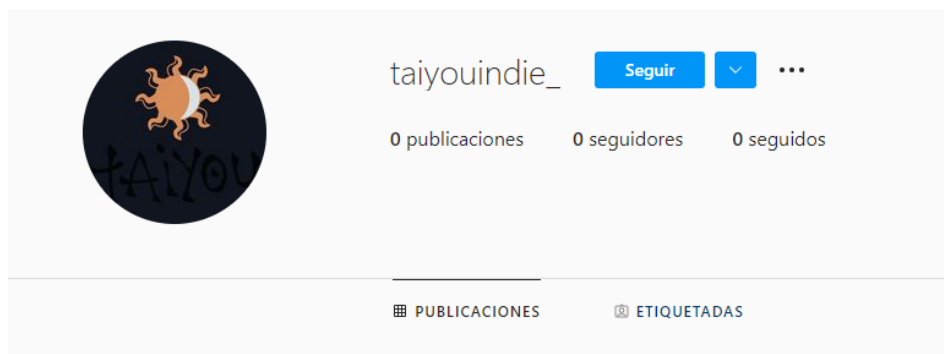 taiyouindie_ Seguir
0 publicaciones 0 seguidores 0 seguidos
TAIYOU
PUBLICACIONES ETIQUETADAS